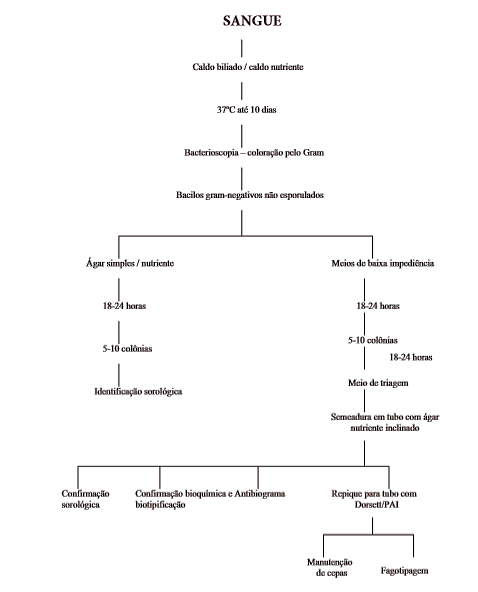 SANGUE
Caldo biliado / caldo nutriente
37ºC até 10 dias
Bacterioscopia – coloração pelo Gram
Bacilos gram-negativos não esporulados
Ágar simples / nutriente
18-24 horas
5-10 colônias
Identificação sorológica
Meios de baixa impediência
18-24 horas
5-10 colônias
18-24 horas
Meio de triagem
Semeadura em tubo com ágar
nutriente inclinado
Confirmação
sorológica
Confirmação bioquímica e
biotipificação
Antibiograma
Repique para tubo com
Dorsett/PAI
Manutenção
de cepas
Fagotipagem